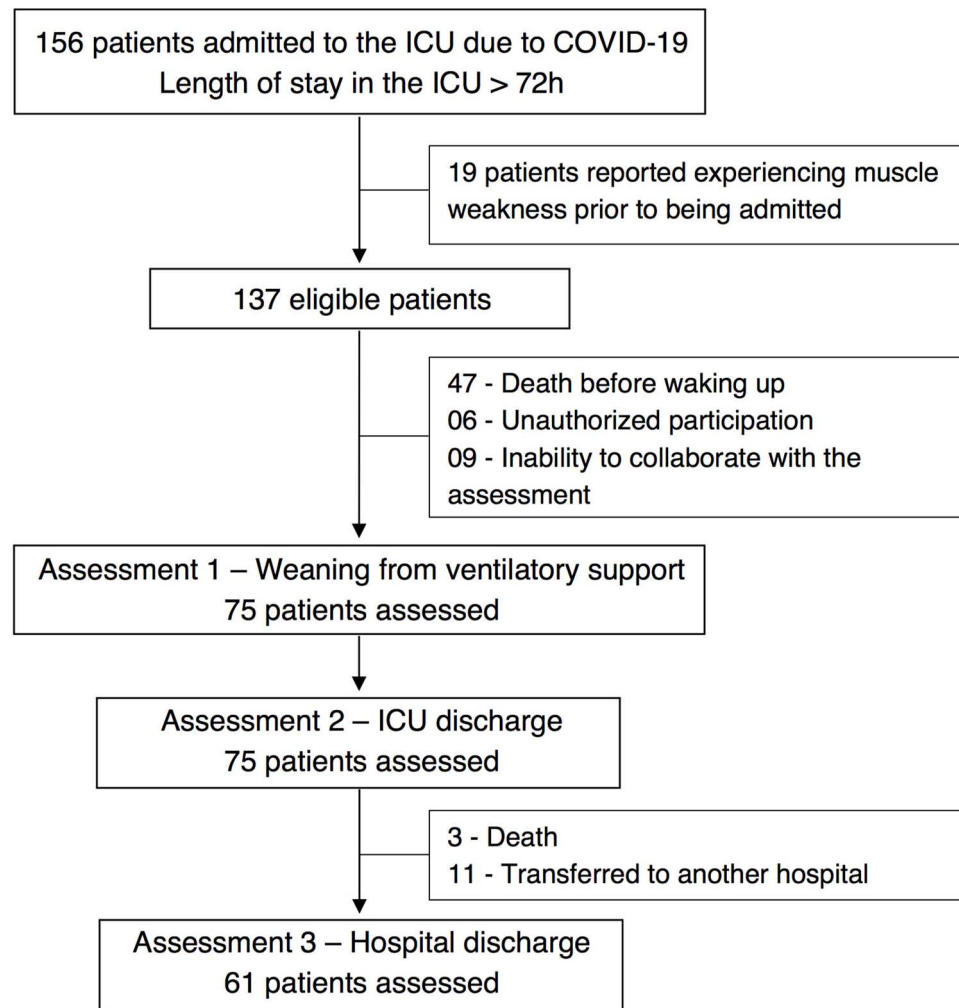 156 patients admitted to the ICU due to COVID-19
Length of stay in the ICU > 72h
19 patients reported experiencing muscle
weakness prior to being admitted
137 eligible patients
47 - Death before waking up
06 - Unauthorized participation
09 - Inability to collaborate with the
assessment
Assessment 1 – Weaning from ventilatory support
75 patients assessed
Assessment 2 – ICU discharge
75 patients assessed
3 - Death
11 - Transferred to another hospital
Assessment 3 – Hospital discharge
61 patients assessed